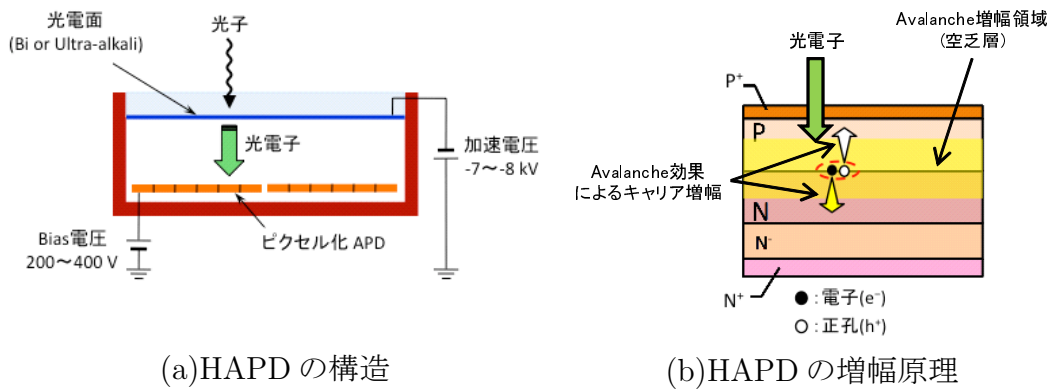 光電面
(Bi or Ultra-alkali)
光子
光電子
加速電圧
-7～-8 kV
Bias電圧
200～400 V
ピクセル化 APD
(a)HAPD の構造
Avalanche増幅領域
(空乏層)
光電子
P⁺
P
Avalanche効果
によるキャリア増幅
N
N⁻
N⁺
：電子(e⁻)
：正孔(h⁺)
(b)HAPD の増幅原理